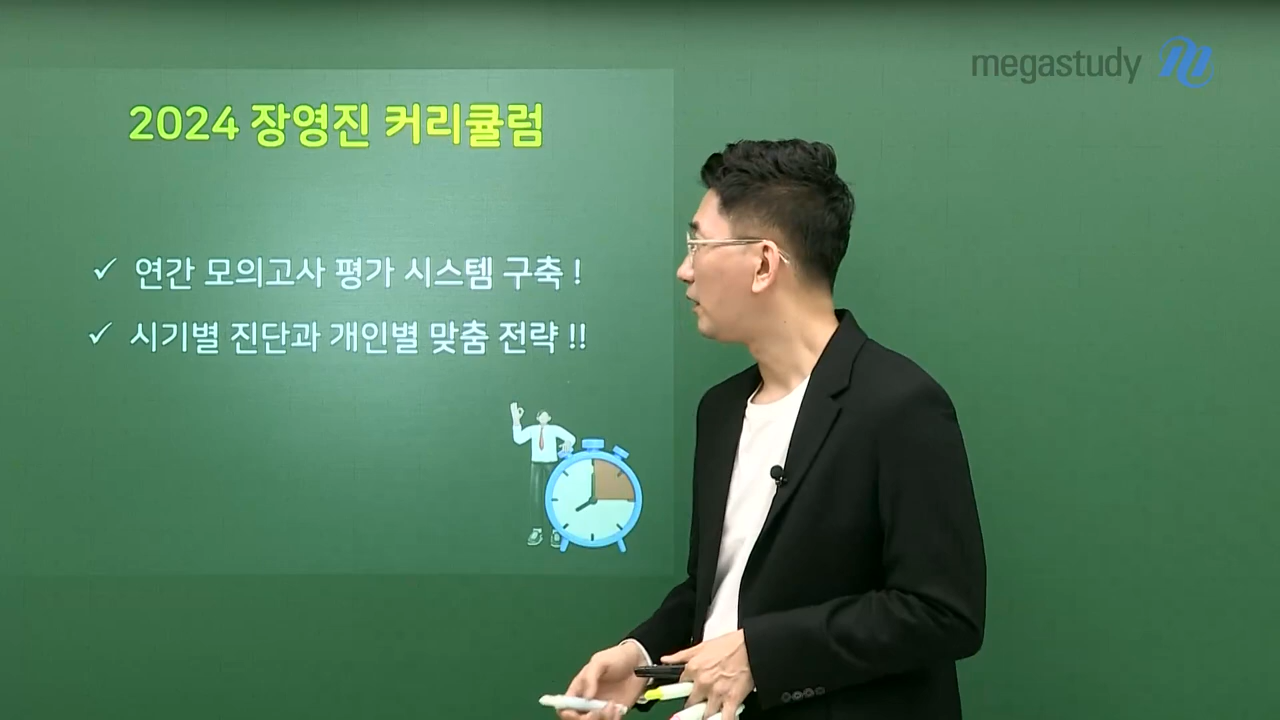 megastudy
2024 장영진 커리큘럼
✓ 연간 모의고사 평가 시스템 구축 !
✓ 시기별 진단과 개인별 맞춤 전략 !!